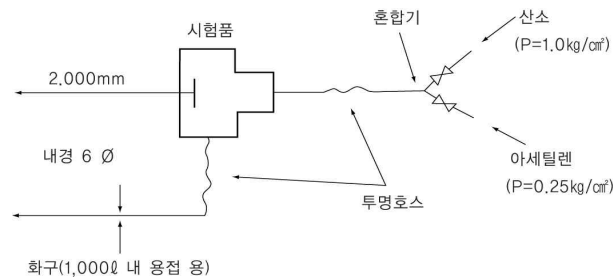 시험품
혼합기
산소
(P=1.0kg/㎠)
2,000mm
내경 6 Ø
아세틸렌
(P=0.25kg/㎠)
투명호스
화구(1,000ℓ 내 용접 용)